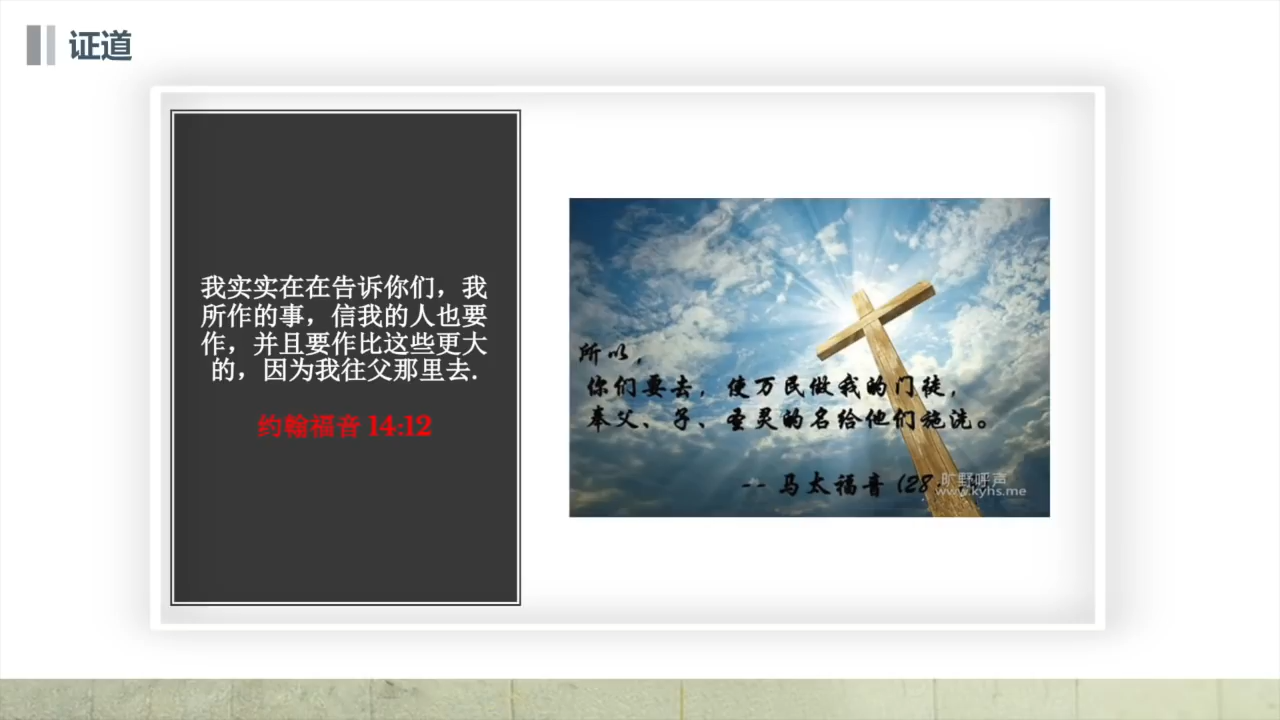 证道
我实实在在告诉你们，我
所作的事，信我的人也要
作，并且要作比这些更大
的，因为我往父那里去.
约翰福音 14:12
所以，
你们要去，使万民做我的门徒，
奉父、子、圣灵的名给他们施洗。
-- 马太福音 (28
旷野呼声
www.kyhs.me